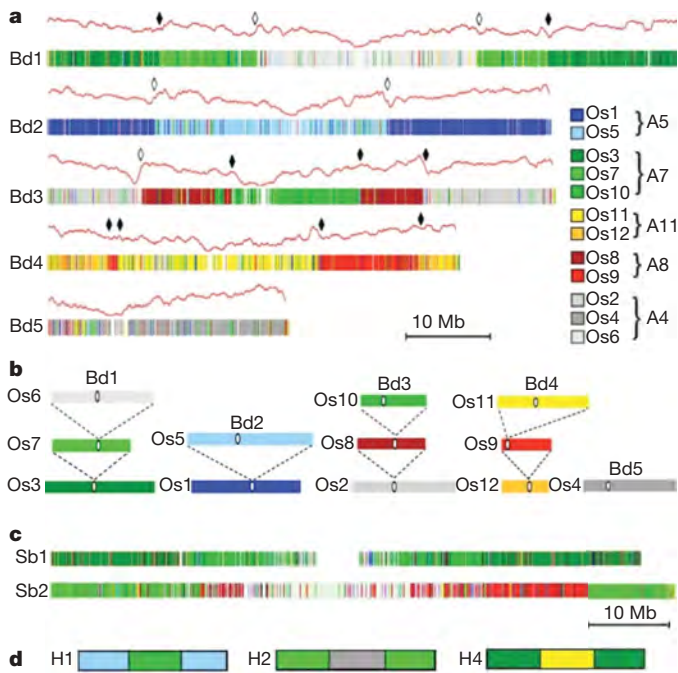 a
Bd1
Bd2
Bd3
Bd4
Bd5
10 Mb
Os1
Os5
A5
Os3
Os7
Os10
A7
Os11
Os12
A11
Os8
Os9
A8
Os2
Os4
Os6
A4
b
Os6
Bd1
Os7
Os3
Os5
Bd2
Os1
Os10
Bd3
Os8
Os2
Os11
Bd4
Os9
Os12
Os4
Bd5
c
Sb1
Sb2
10 Mb
d
H1
H2
H4